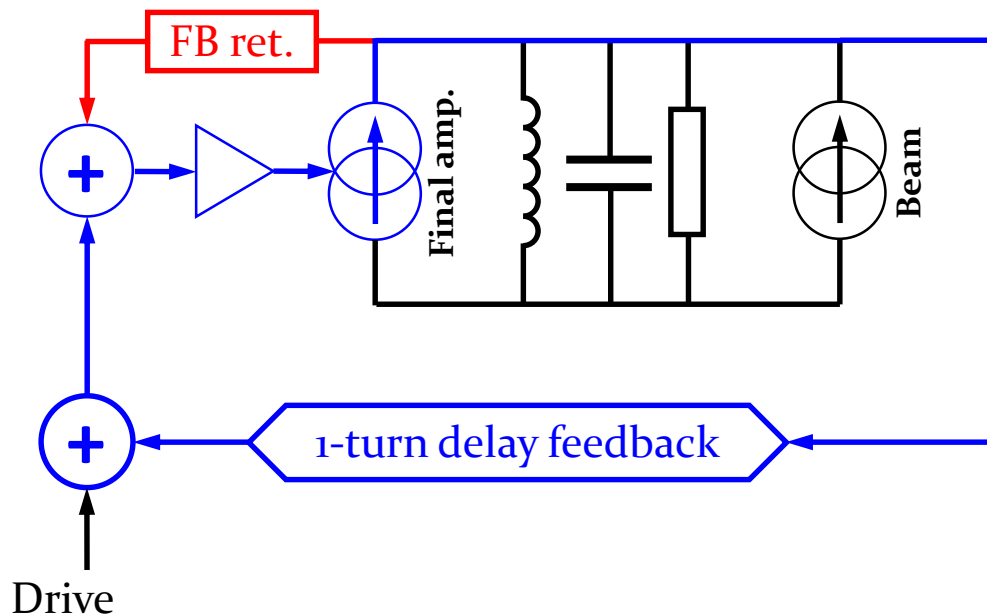 FB ret.
+
Final amp.
Beam
+
1-turn delay feedback
Drive